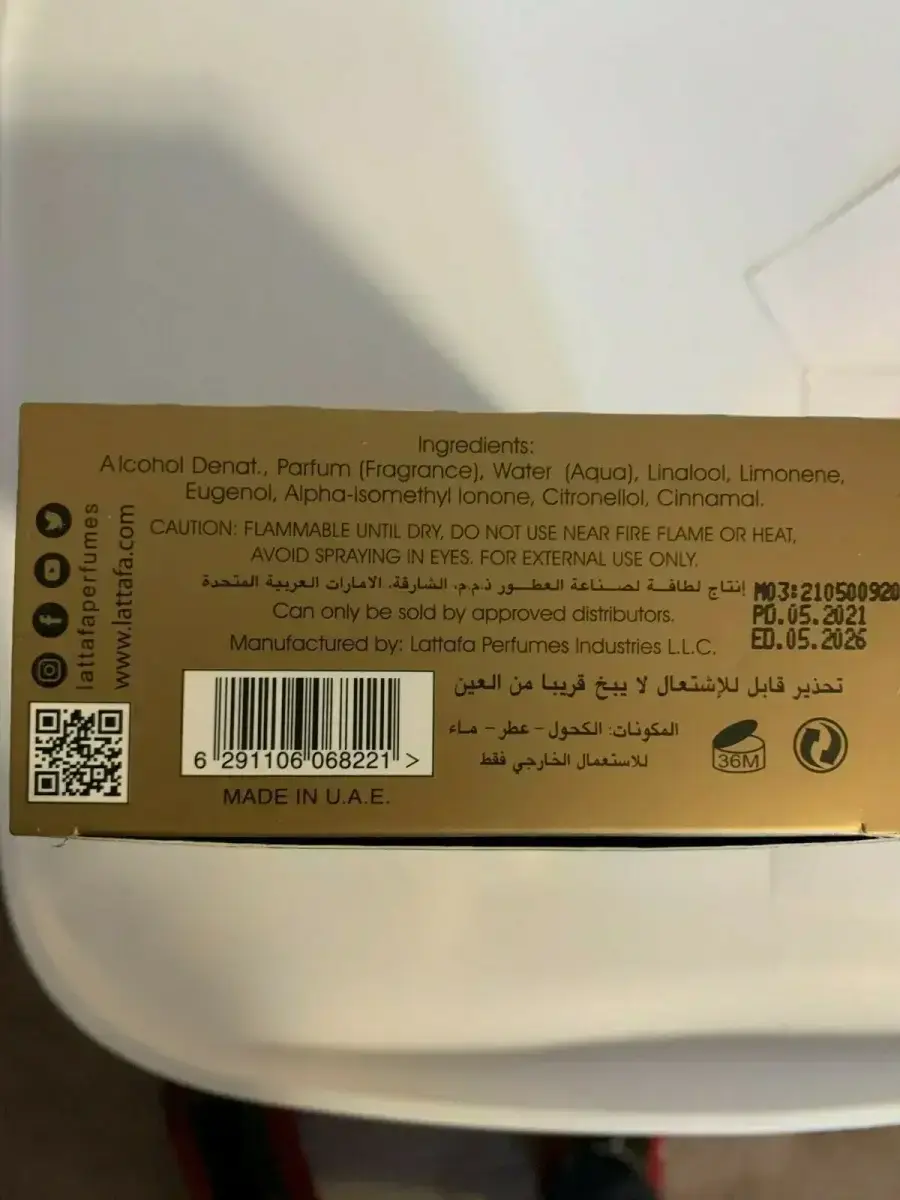 Ingredients:
Alcohol Denat., Parfum (Fragrance), Water (Aqua), Linalool, Limonene,
Eugenol, Alpha-Isomethyl Ionone, Citronellol, Cinnamal.
CAUTION: FLAMMABLE UNTIL DRY, DO NOT USE NEAR FIRE FLAME OR HEAT,
AVOID SPRAYING IN EYES. FOR EXTERNAL USE ONLY.
إنتاج لطافة لصناعة العطور ذ.م.م. الشارقة. الامارات العربية المتحدة
Can only be sold by approved distributors.
Manufactured by: Lattafa Perfumes Industries L.L.C.
M03:210500920
PD.05.2021
ED.05.2026
lattafaperfumes
www.lattafa.com
تحذير قابل للإشتعال لا يبخ قريبا من العين
المكونات: الكحول - عطر - ماء
للاستعمال الخارجي فقط
36M
6 291106 068221 >
MADE IN U.A.E.